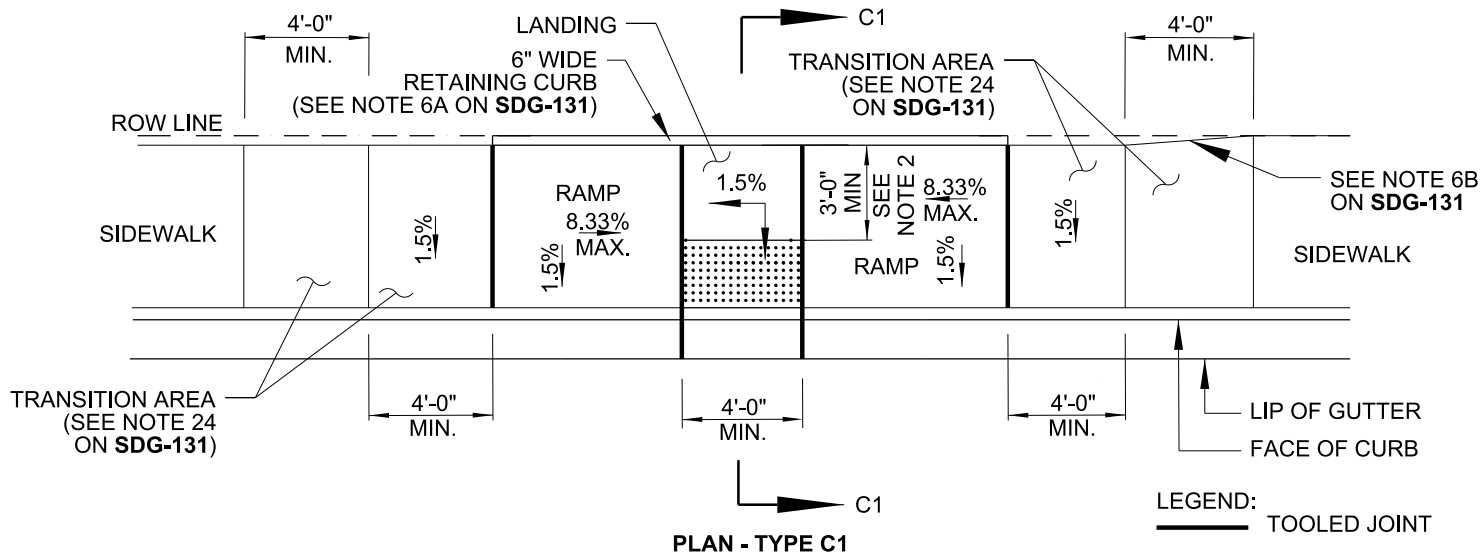 C1
LANDING
4'-0"
MIN.
6" WIDE
RETAINING CURB
(SEE NOTE 6A ON SDG-131)
TRANSITION AREA
(SEE NOTE 24
ON SDG-131)
4'-0"
MIN.
ROW LINE
SEE NOTE 6B
ON SDG-131
SIDEWALK
1.5%
RAMP
8.33%
MAX.
1.5%
1.5%
3'-0"
MIN
SEE
NOTE 2
8.33%
MAX.
RAMP
1.5%
1.5%
SIDEWALK
TRANSITION AREA
(SEE NOTE 24
ON SDG-131)
4'-0"
MIN.
4'-0"
MIN.
4'-0"
MIN.
LIP OF GUTTER
FACE OF CURB
C1
LEGEND:
TOOLED JOINT
PLAN - TYPE C1